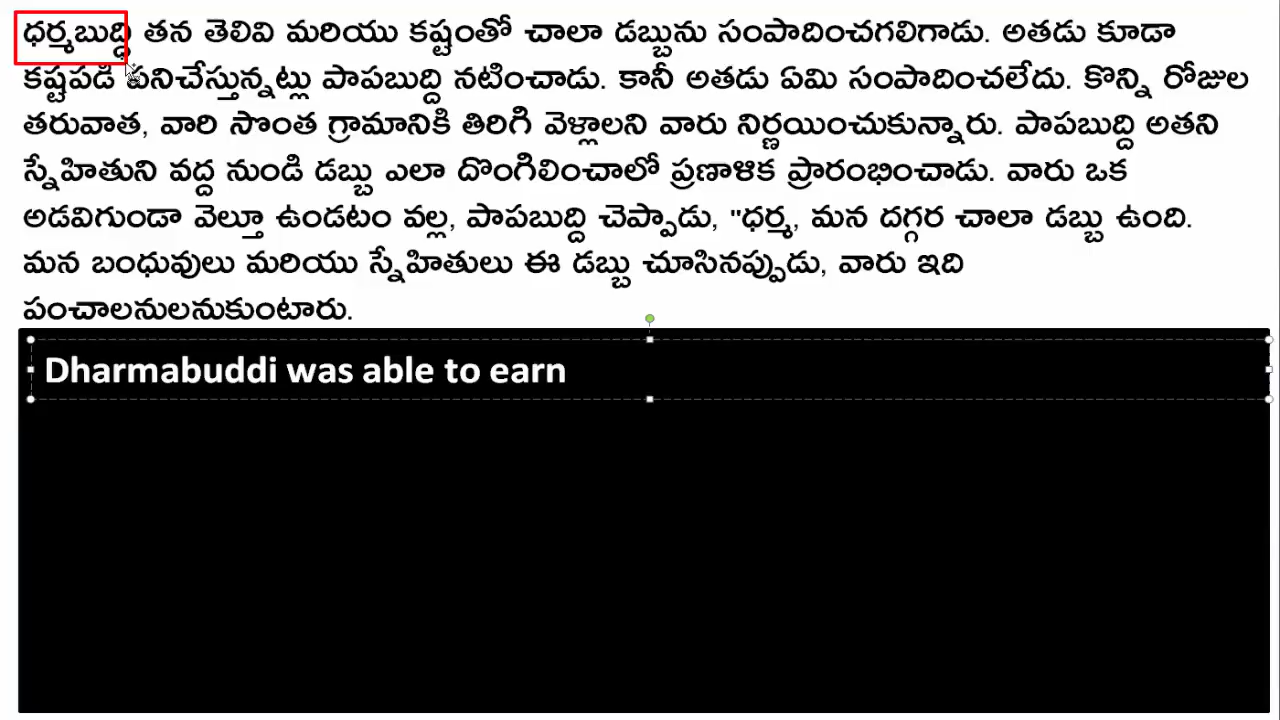 ధర్మబుద్ధి తన తెలివి మరియు కష్టంతో చాలా డబ్బును సంపాదించగలిగాడు. అతడు కూడా
కష్టపడి పనిచేస్తున్నట్లు పాపబుద్ది నటించాడు. కానీ అతడు ఏమి సంపాదించలేదు. కొన్ని రోజుల
తరువాత, వారి సొంత గ్రామానికి తిరిగి వెళ్లాలని వారు నిర్ణయించుకున్నారు. పాపబుద్ది అతని
స్నేహితుని వద్ద నుండి డబ్బు ఎలా దొంగిలించాలో ప్రణాళిక ప్రారంభించాడు. వారు ఒక
అడవిగుండా వెల్తూ ఉండటం వల్ల, పాపబుద్ది చెప్పాడు, "ధర్మ, మన దగ్గర చాలా డబ్బు ఉంది.
మన బంధువులు మరియు స్నేహితులు ఈ డబ్బు చూసినప్పుడు, వారు ఇది
పంచాలనులనుకుంటారు.
Dharmabuddi was able to earn